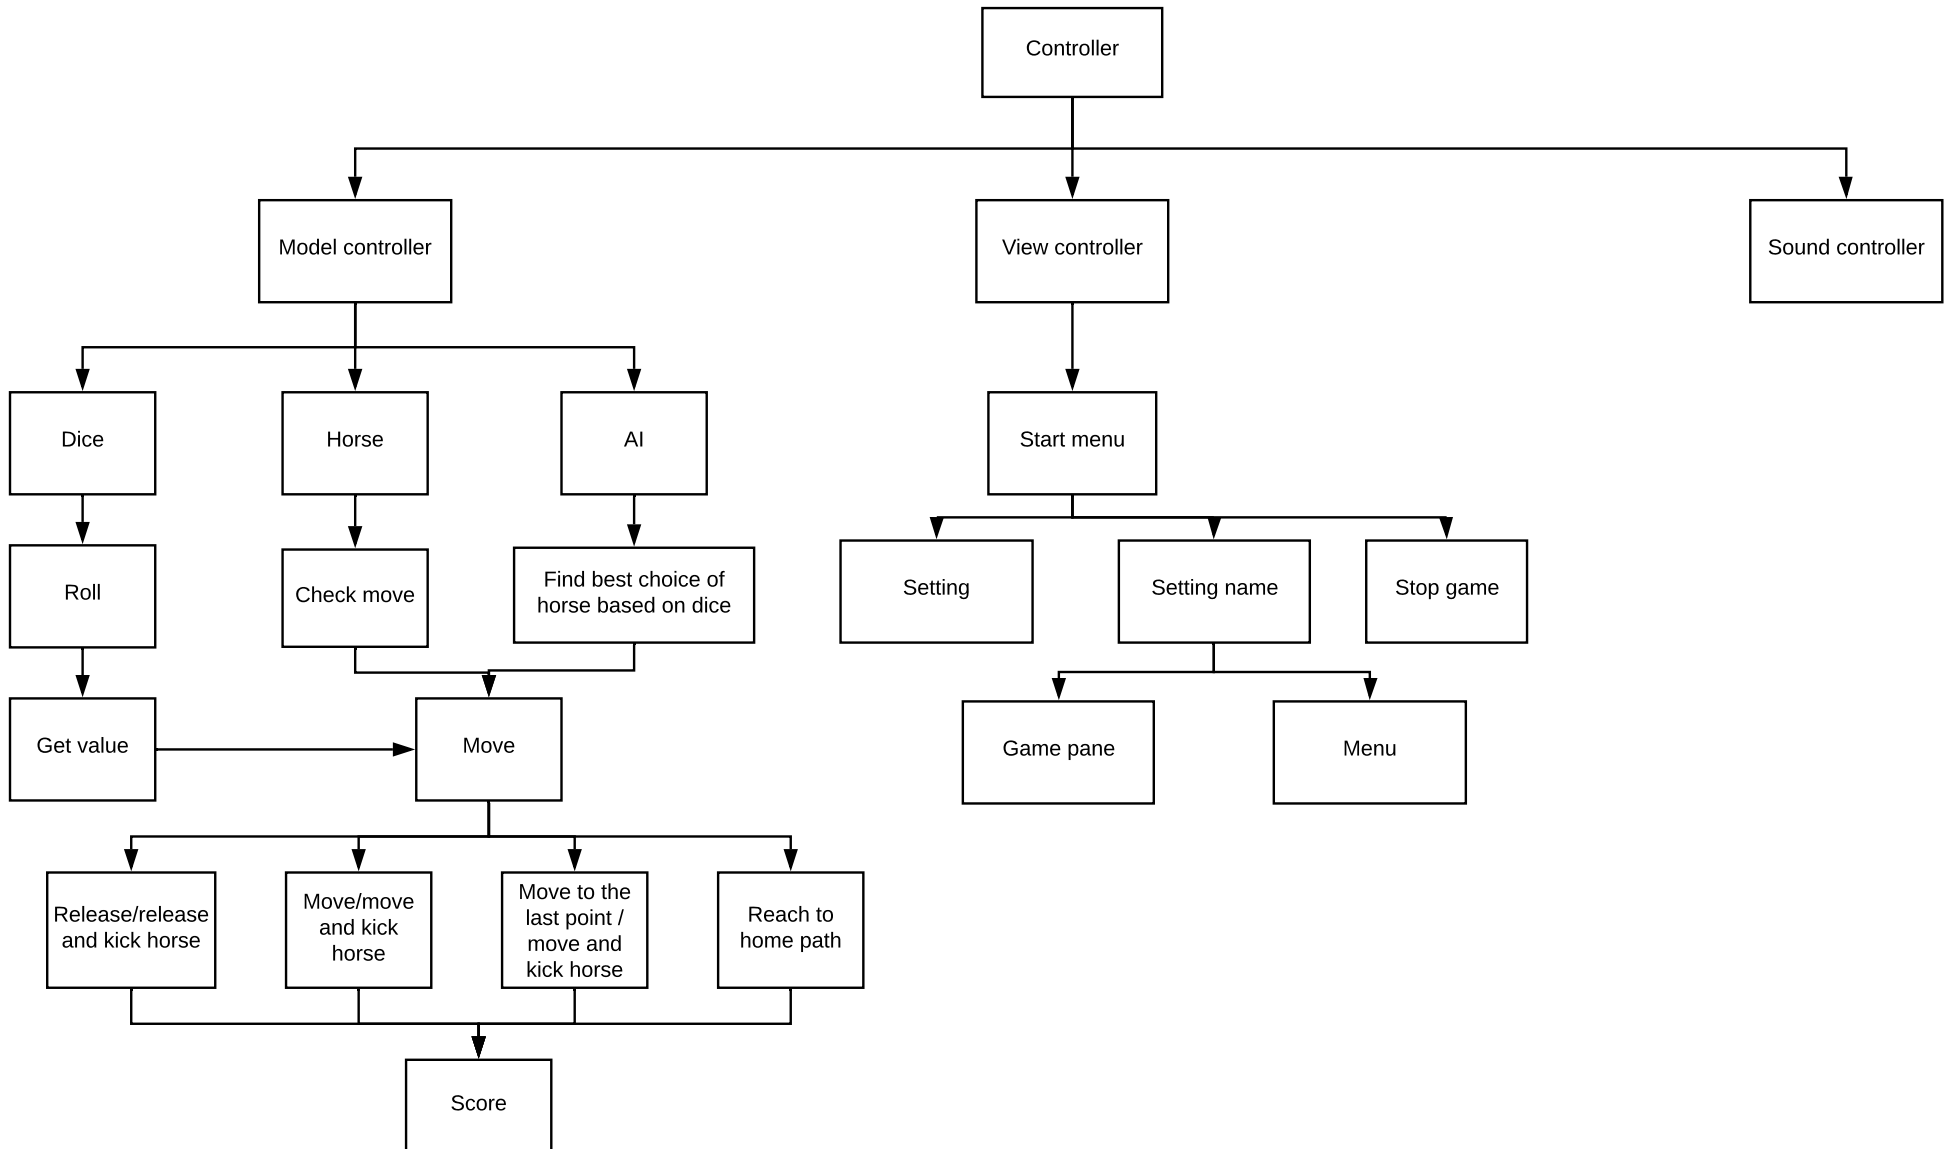 Controller
Model controller
View controller
Sound controller
Dice
Horse
AI
Start menu
Roll
Check move
Find best choice of
horse based on dice
Setting
Setting name
Stop game
Get value
Move
Game pane
Menu
Release/release
and kick horse
Move/move
and kick
horse
Move to the
last point /
move and
kick horse
Reach to
home path
Score